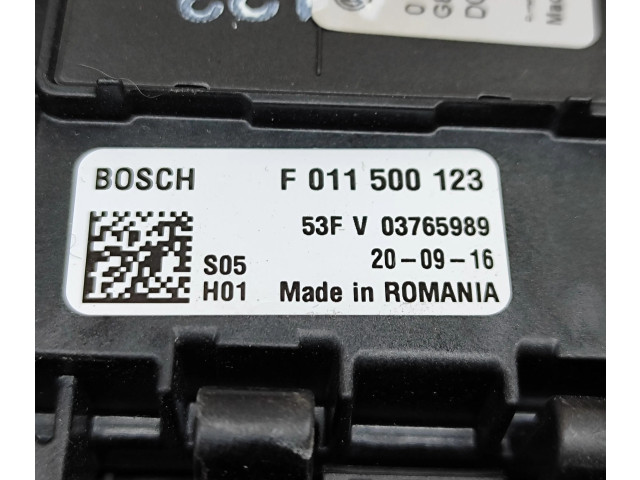 BOSCH F 011 500 123
53F V 03765989
S05 20-09-16
H01 Made in ROMANIA